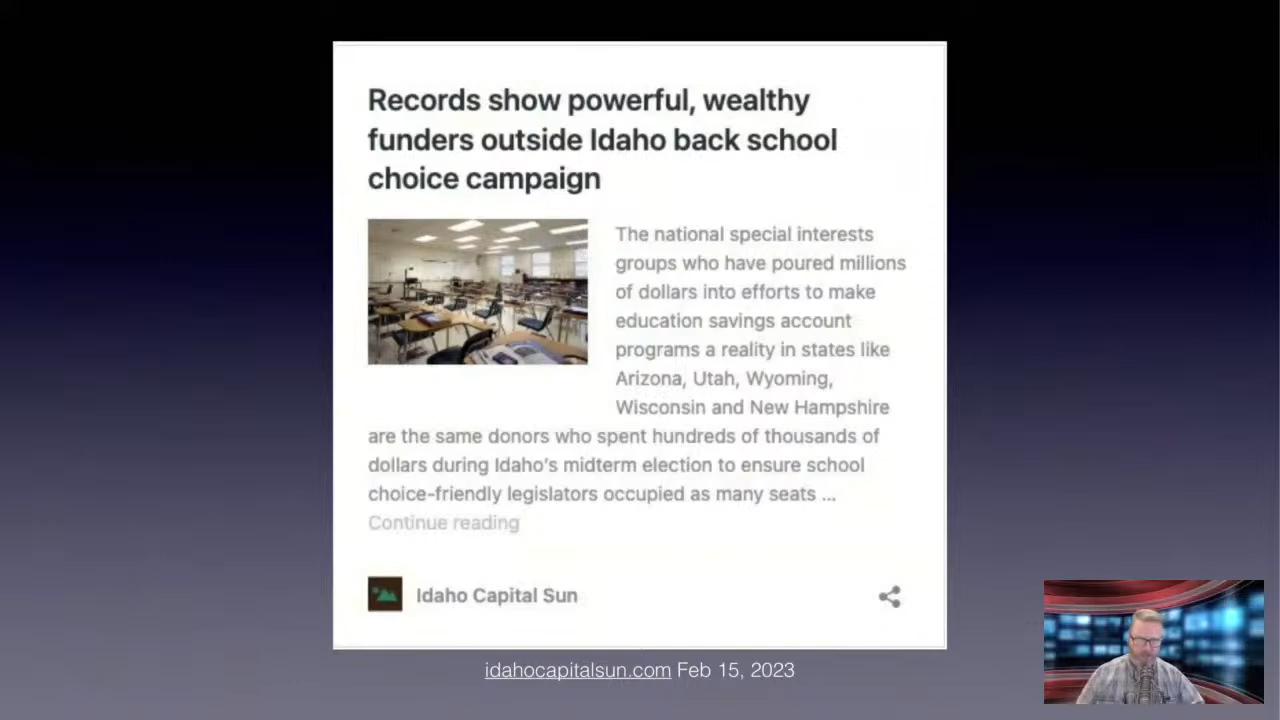 Records show powerful, wealthy
funders outside Idaho back school
choice campaign
The national special interests
groups who have poured millions
of dollars into efforts to make
education savings account
programs a reality in states like
Arizona, Utah, Wyoming,
Wisconsin and New Hampshire
are the same donors who spent hundreds of thousands of
dollars during Idaho's midterm election to ensure school
choice-friendly legislators occupied as many seats ...
Continue reading
Idaho Capital Sun
idahocapitalsun.com Feb 15, 2023